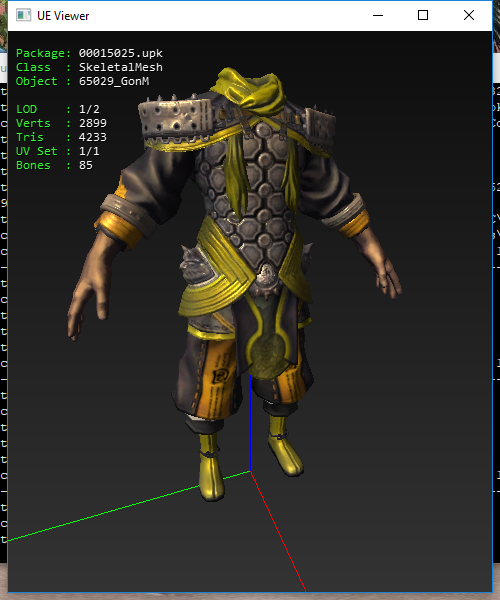 UE Viewer
Package: 00015025.upk
Class : SkeletalMesh
Object : 65029_GonM
LOD : 1/2
Verts : 2899
Tris : 4233
UV Set : 1/1
Bones : 85